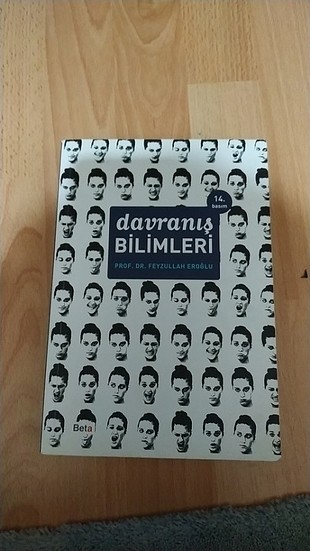 14.
basım
davranış
BİLİMLERİ
PROF. DR. FEYZULLAH EROĞLU
Beta